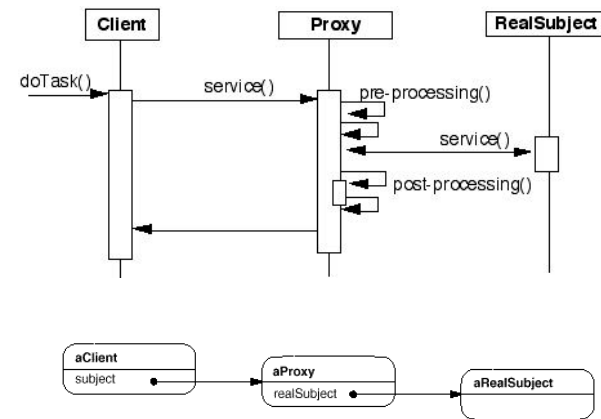 Client
Proxy
RealSubject
doTask()
service()
pre-processing()
service()
post-processing()
aClient
subject
aProxy
realSubject
aRealSubject